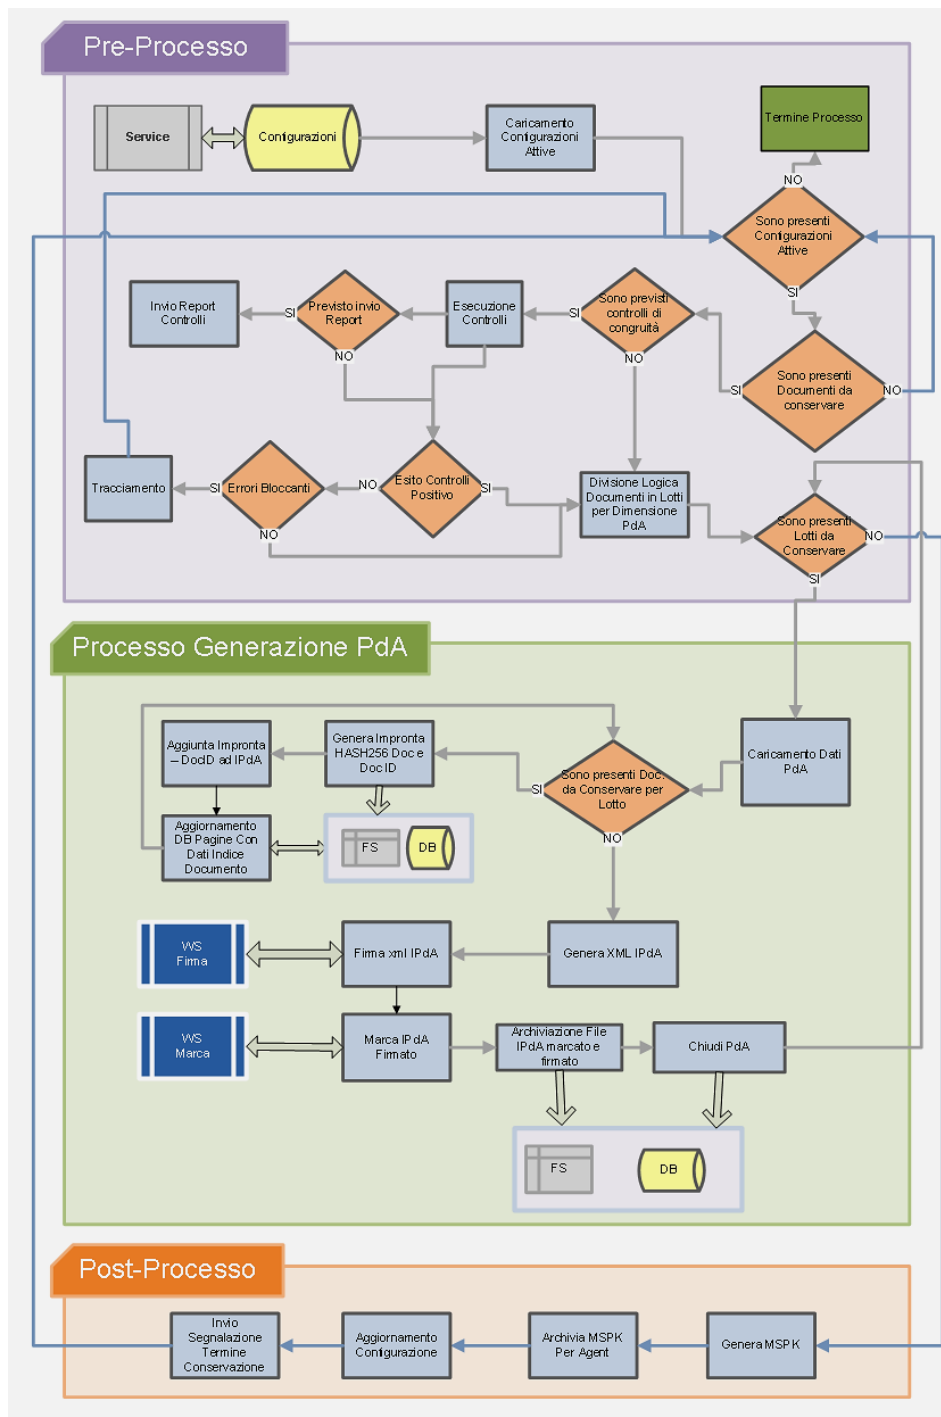 Pre-Processo
Service
Configurazioni
Caricamento
Configurazioni
Attive
Termine Processo
NO
Sono presenti
Configurazioni
Attive
SI
Invio Report
Controlli
SI
Previsto invio
Report
NO
Esecuzione
Controlli
SI
Sono previsti
controlli di
congruità
NO
SI
Sono presenti
Documenti da
conservare
NO
Tracciamento
SI
Errori Bloccanti
NO
NO
Esito Controlli
Positivo
SI
Divisione Logica
Documenti in Lotti
per Dimensione
PdA
Sono presenti
Lotti da
Conservare
NO
SI
Processo Generazione PdA
Aggiunta Impronta
– DocID ad IPdA
Genera Impronta
HASH256 Doc e
Doc ID
SI
Sono presenti Doc.
da Conservare per
Lotto
NO
Caricamento Dati
PdA
Aggiornamento
DB Pagine Con
Dati Indice
Documento
FS
DB
WS
Firma
Firma xml IPdA
Genera XML IPdA
WS
Marca
Marca IPdA
Firmato
Archiviazione File
IPdA marcato e
firmato
Chiudi PdA
FS
DB
Post-Processo
Invio
Segnalazione
Termine
Conservazione
Aggiornamento
Configurazione
Archivia MSPK
Per Agent
Genera MSPK